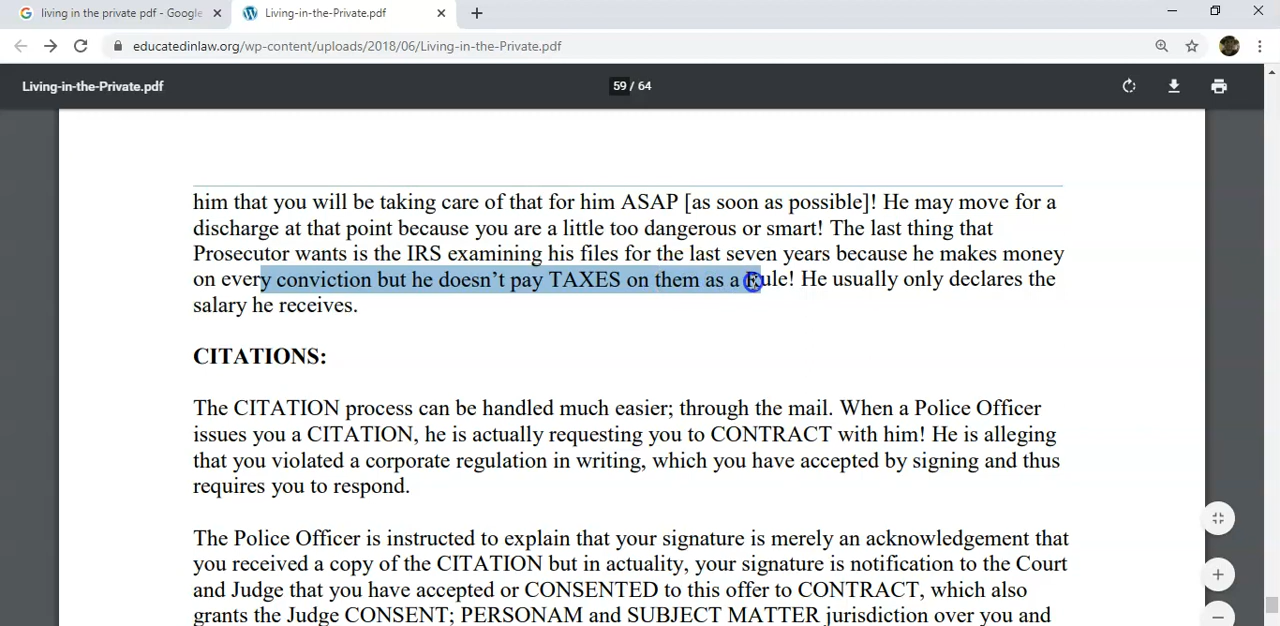 living in the private pdf - Google
Living-in-the-Private.pdf
educatedinlaw.org/wp-content/uploads/2018/06/Living-in-the-Private.pdf
Living-in-the-Private.pdf
59 / 64
him that you will be taking care of that for him ASAP [as soon as possible]! He may move for a
discharge at that point because you are a little too dangerous or smart! The last thing that
Prosecutor wants is the IRS examining his files for the last seven years because he makes money
on every conviction but he doesn’t pay TAXES on them as a Rule! He usually only declares the
salary he receives.
CITATIONS:
The CITATION process can be handled much easier; through the mail. When a Police Officer
issues you a CITATION, he is actually requesting you to CONTRACT with him! He is alleging
that you violated a corporate regulation in writing, which you have accepted by signing and thus
requires you to respond.
The Police Officer is instructed to explain that your signature is merely an acknowledgement that
you received a copy of the CITATION but in actuality, your signature is notification to the Court
and Judge that you have accepted or CONSENTED to this offer to CONTRACT, which also
grants the Judge CONSENT; PERSONAM and SUBJECT MATTER jurisdiction over you and